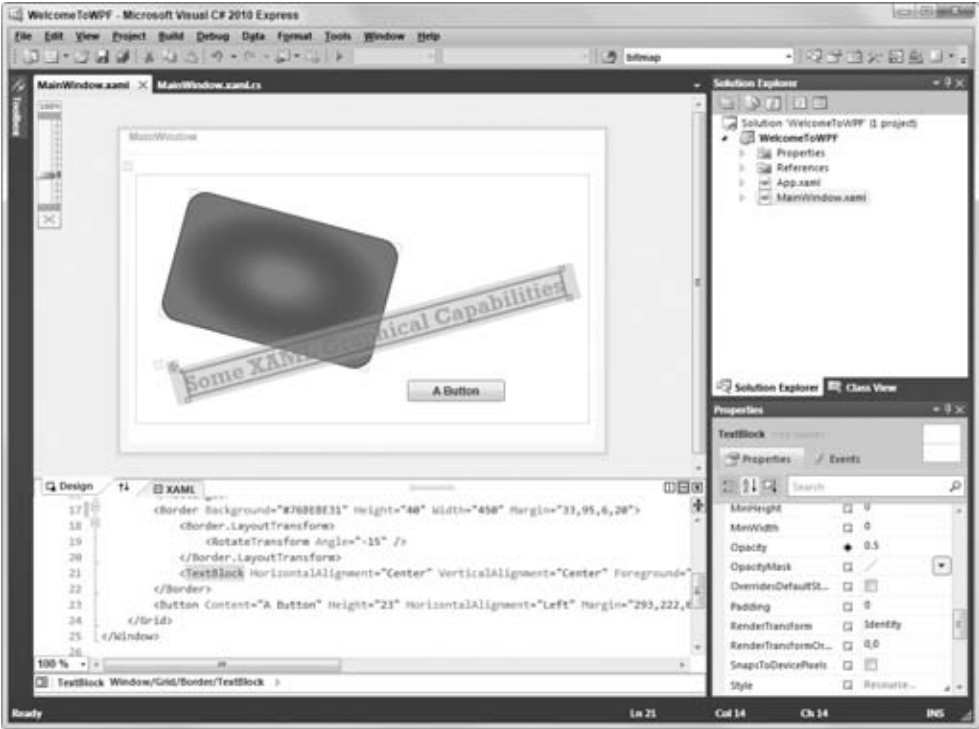 WelcomeToWPF - Microsoft Visual C# 2010 Express
File Edit View Project Build Debug Data Format Tools Window Help
bitmap
Toolbox
MainWindow.xaml
MainWindow.xaml.cs
100%
MainWindow
Some XAML Graphical Capabilities
A Button
Design
XAML
17 <Border Background="#76BEBE31" Height="40" Width="450" Margin="33,95,6,20">
18 <Border.LayoutTransform>
19 <RotateTransform Angle="-15" />
20 </Border.LayoutTransform>
21 <TextBlock HorizontalAlignment="Center" VerticalAlignment="Center" Foreground="
22 </Border>
23 <Button Content="A Button" Height="23" HorizontalAlignment="Left" Margin="293,222,0
24 </Grid>
25 </Window>
26
100 %
TextBlock Window/Grid/Border/TextBlock
Solution Explorer
Solution 'WelcomeToWPF' (1 project)
WelcomeToWPF
Properties
References
App.xaml
MainWindow.xaml
Solution Explorer
Class View
Properties
TextBlock
Properties
Events
Search
MinHeight 0
MinWidth 0
Opacity 0.5
OpacityMask
OverridesDefaultSt...
Padding 0
RenderTransform Identity
RenderTransformOr... 0,0
SnapsToDevicePixels
Style Resource...
Ready
Ln 21
Col 14
Ch 14
INS